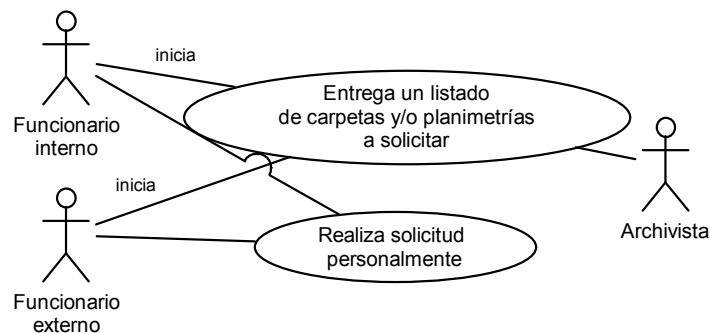 inicia
Funcionario
interno
Entrega un listado
de carpetas y/o planimetrías
a solicitar
inicia
Archivista
Realiza solicitud
personalmente
Funcionario
externo